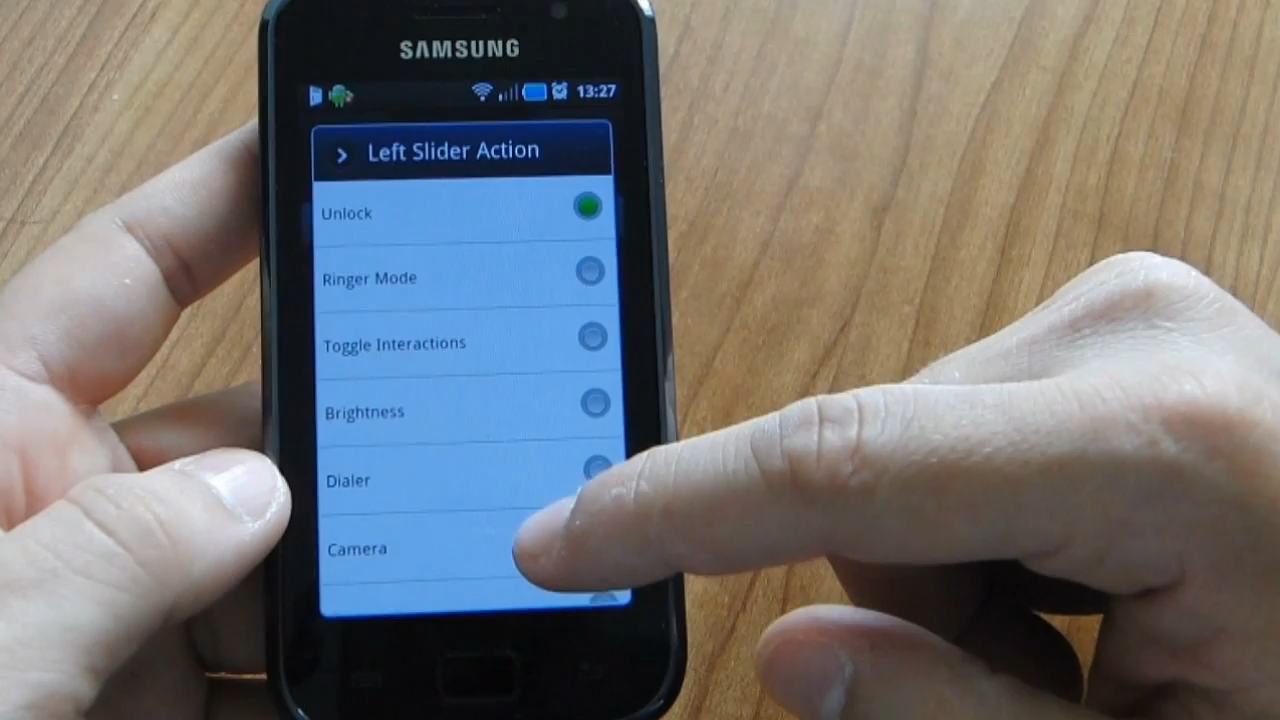 SAMSUNG
13:27
Left Slider Action
Unlock
Ringer Mode
Toggle Interactions
Brightness
Dialer
Camera